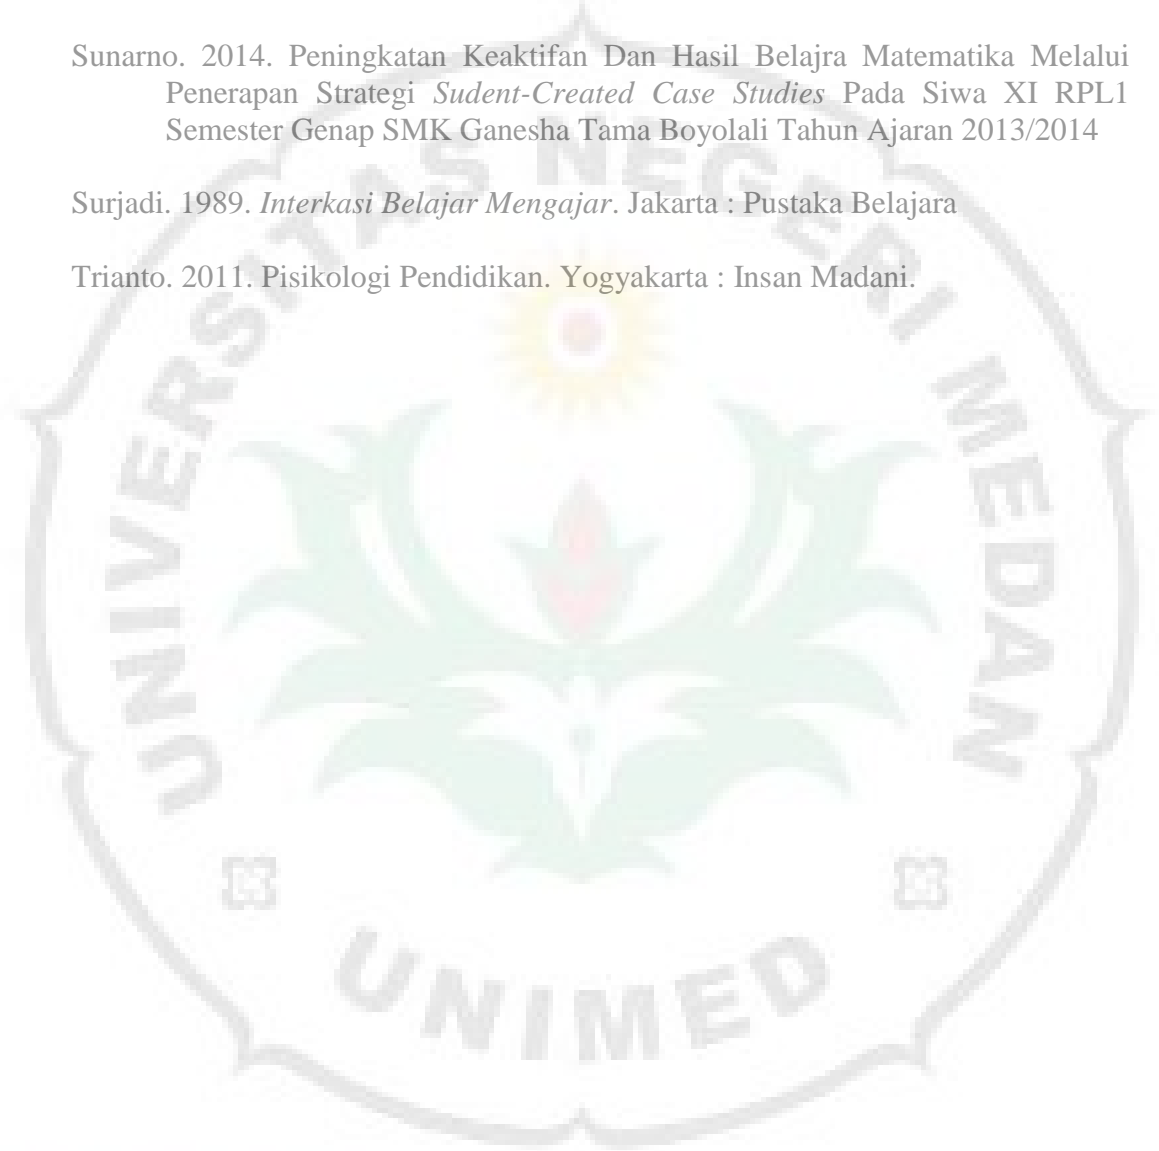 Sunarno. 2014. Peningkatan Keaktifan Dan Hasil Belajra Matematika Melalui
Penerapan Strategi Sudent-Created Case Studies Pada Siwa XI RPL1
Semester Genap SMK Ganesha Tama Boyolali Tahun Ajaran 2013/2014
Surjadi. 1989. Interkasi Belajar Mengajar. Jakarta : Pustaka Belajara
Trianto. 2011. Pisikologi Pendidikan. Yogyakarta : Insan Madani.
UNIVERSITAS NEGERI MEDAN
UNIMED